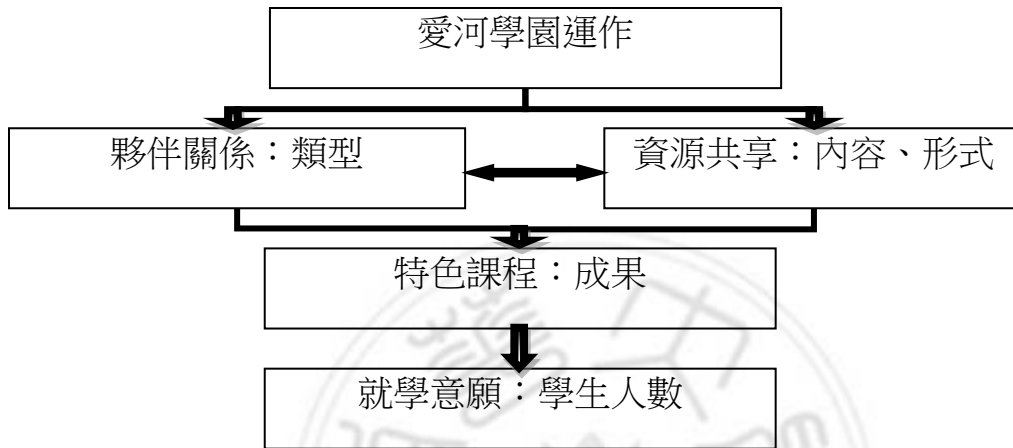 愛河學園運作
夥伴關係：類型
資源共享：內容、形式
特色課程：成果
就學意願：學生人數